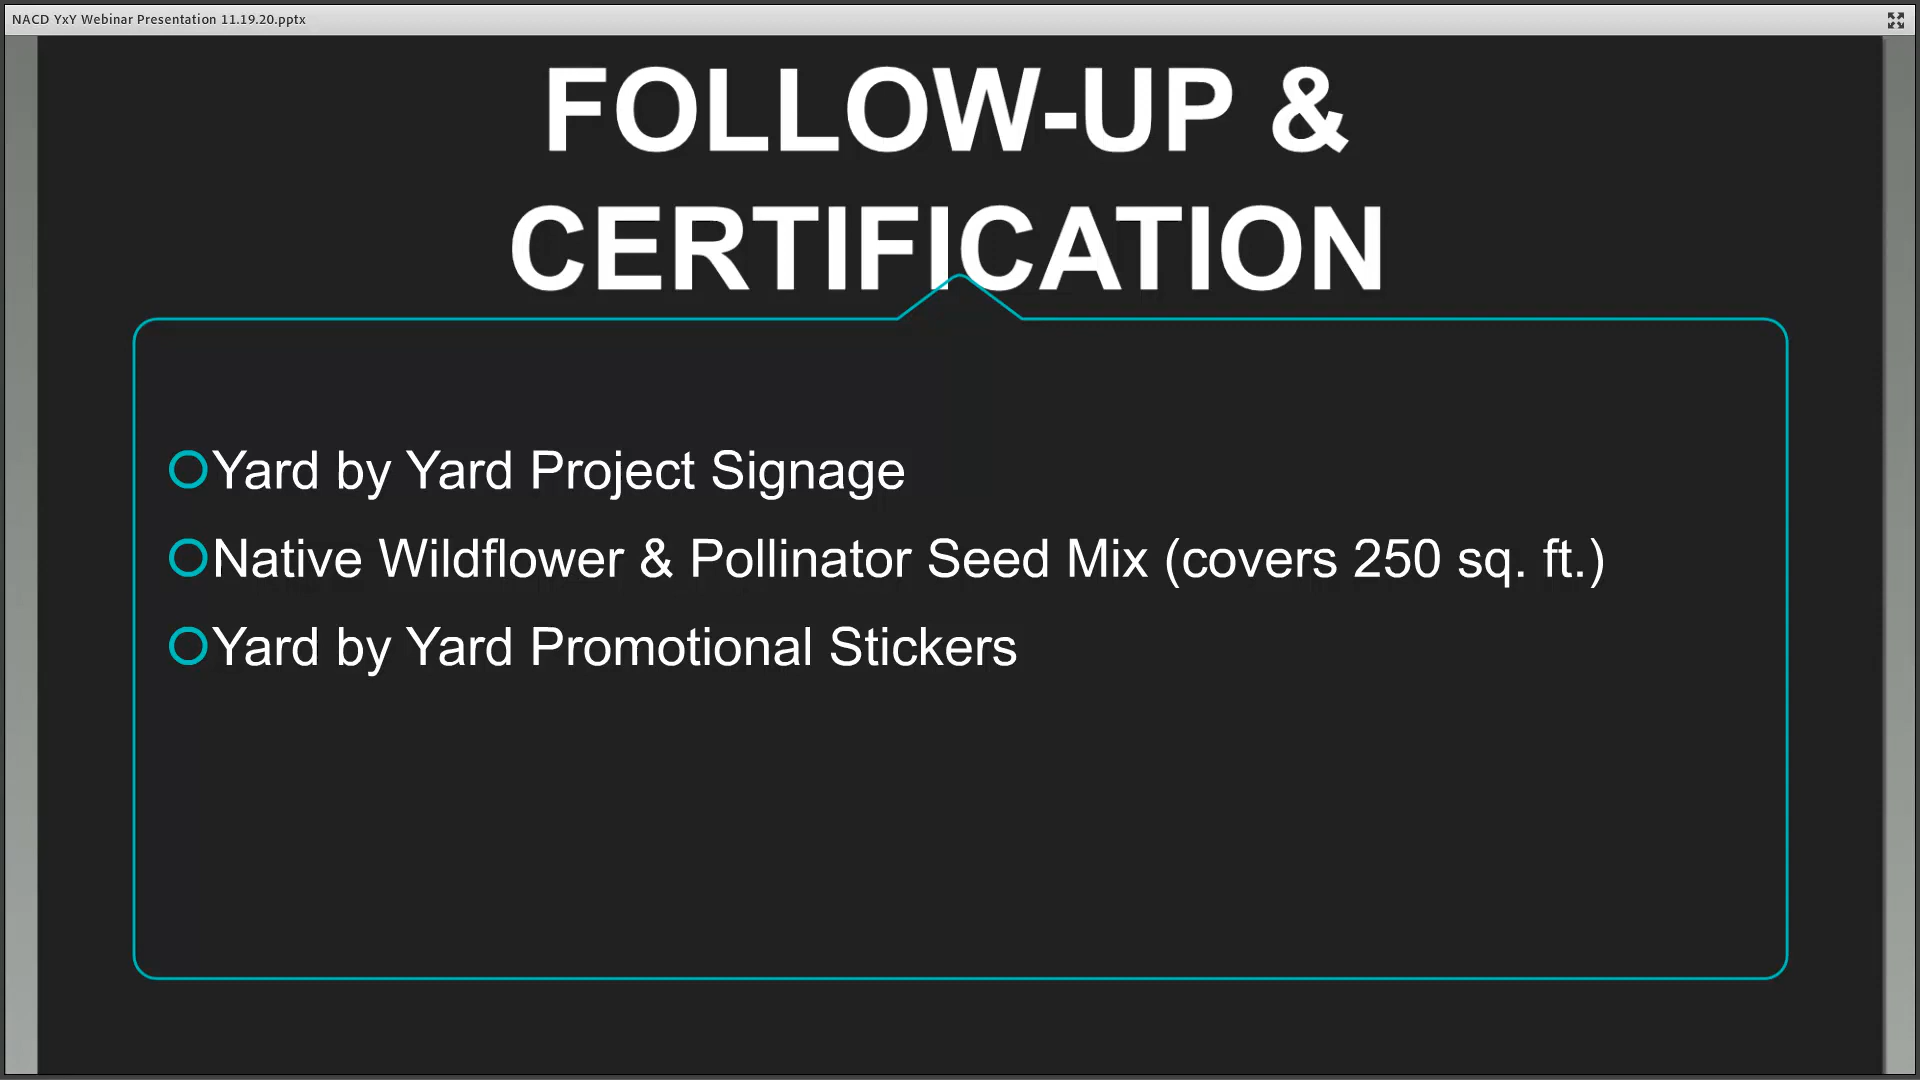 NACD YxY Webinar Presentation 11.19.20.pptx
FOLLOW-UP &
CERTIFICATION
Yard by Yard Project Signage
Native Wildflower & Pollinator Seed Mix (covers 250 sq. ft.)
Yard by Yard Promotional Stickers